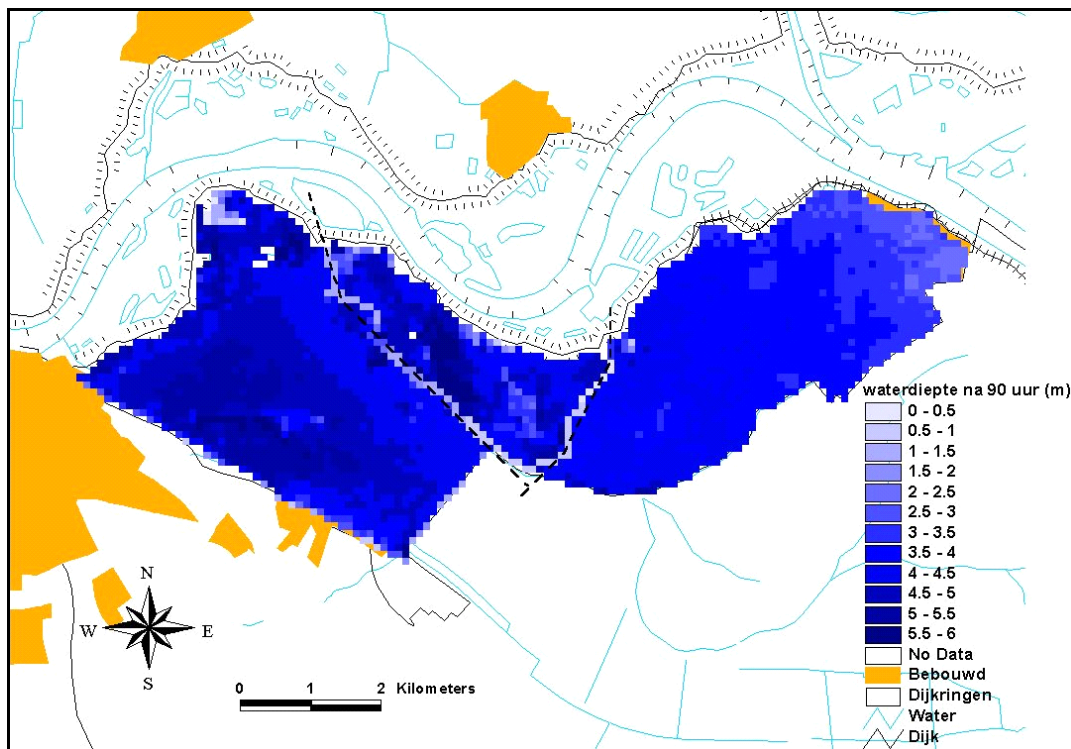 waterdiepte na 90 uur (m)
0 - 0.5
0.5 - 1
1 - 1.5
1.5 - 2
2 - 2.5
2.5 - 3
3 - 3.5
3.5 - 4
4 - 4.5
4.5 - 5
5 - 5.5
5.5 - 6
No Data
Bebouwd
Dijkringen
Water
Dijk
N
W E
S
0 1 2 Kilometers